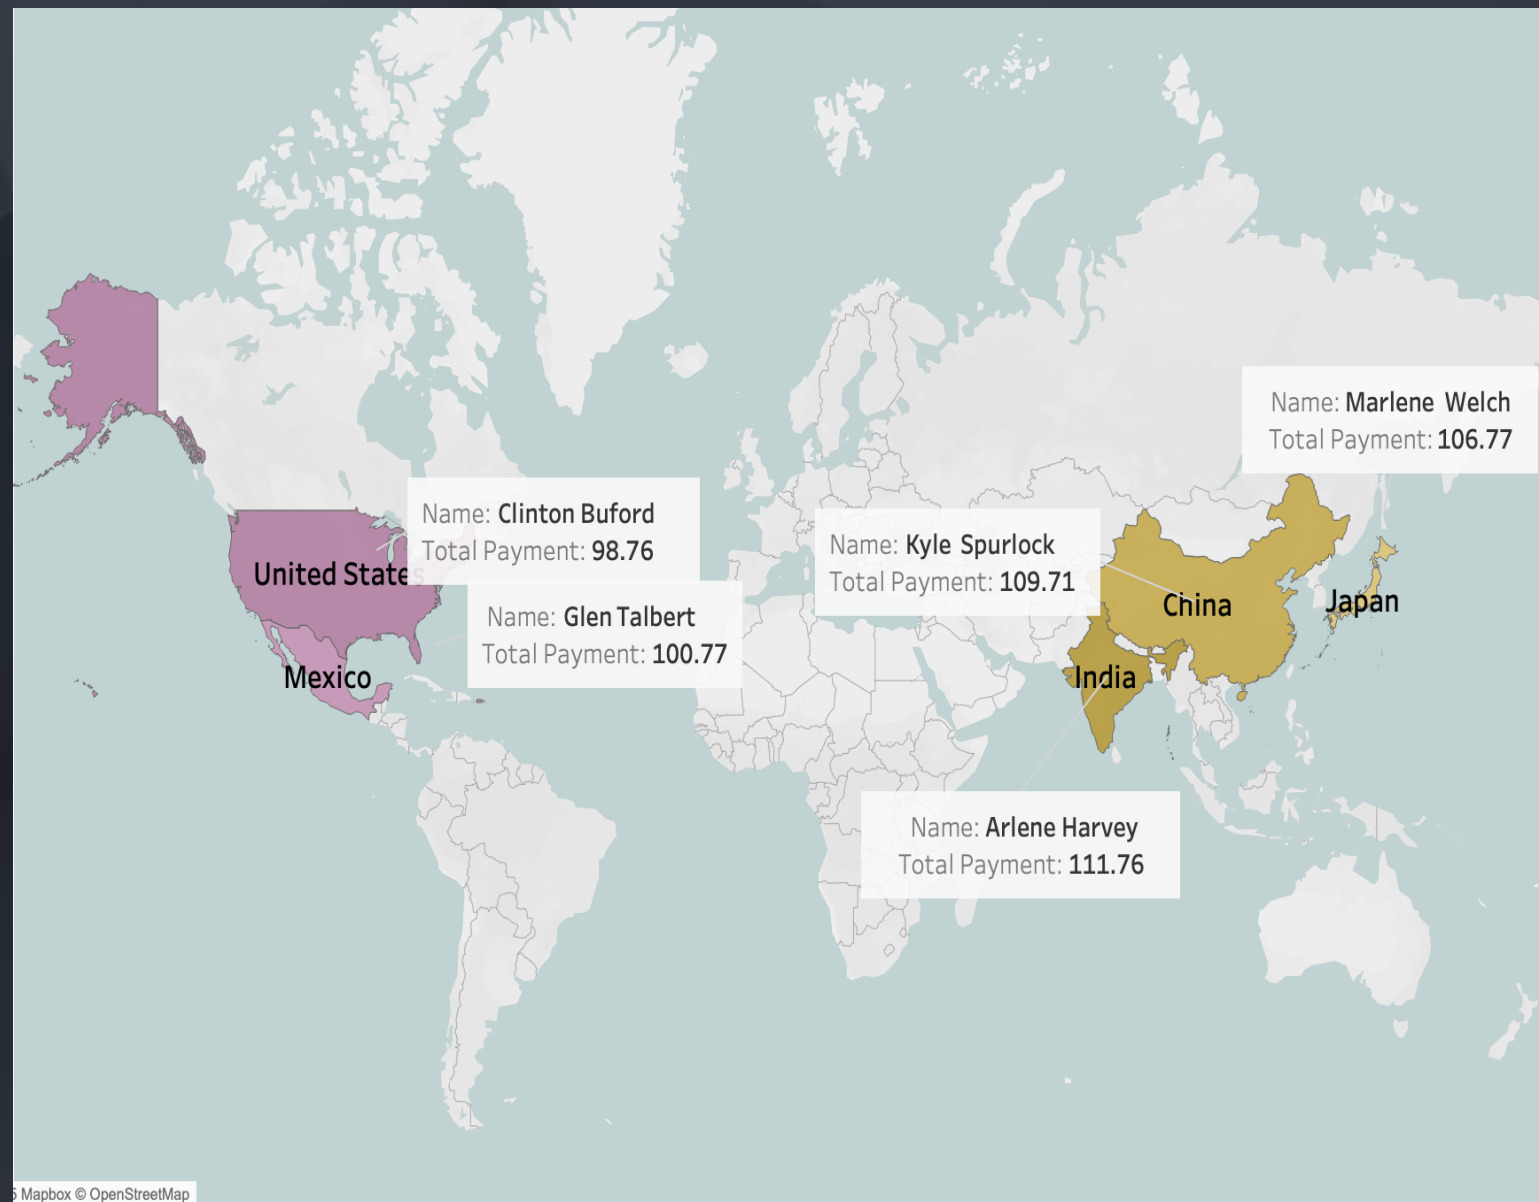 Name: Marlene Welch
Total Payment: 106.77
Name: Clinton Buford
Total Payment: 98.76
Name: Kyle Spurlock
Total Payment: 109.71
United States
China
Japan
Name: Glen Talbert
Total Payment: 100.77
Mexico
India
Name: Arlene Harvey
Total Payment: 111.76
Mapbox © OpenStreetMap